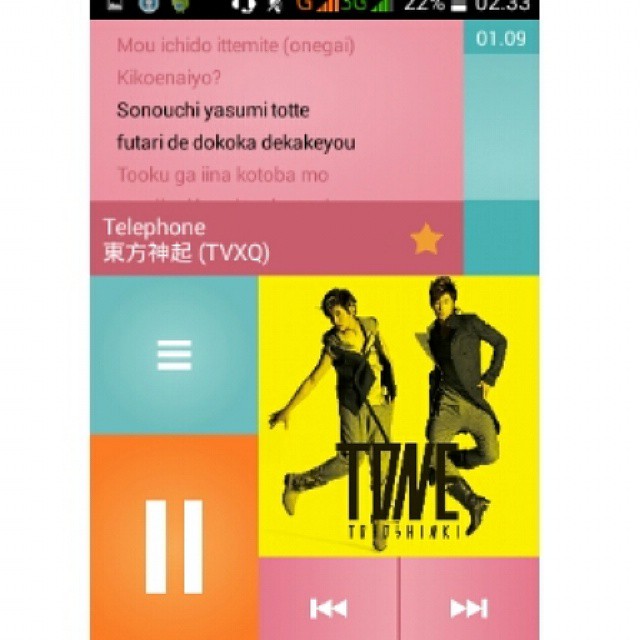 G 3G 22% 02:33
Mou ichido ittemite (onegai)
01.09
Kikoenaiyo?
Sonouchi yasumi totte
futari de dokoka dekakeyou
Tooku ga iina kotoba mo
Telephone
東方神起 (TVXQ)
TONE
TOHOSHINKI